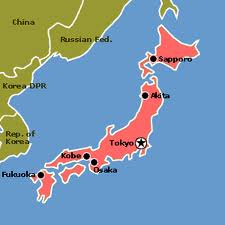 China
Russian Fed.
Sapporo
Korea DPR
Akita
Rep. of
Korea
Tokyo
Kobe
Osaka
Fukuoka